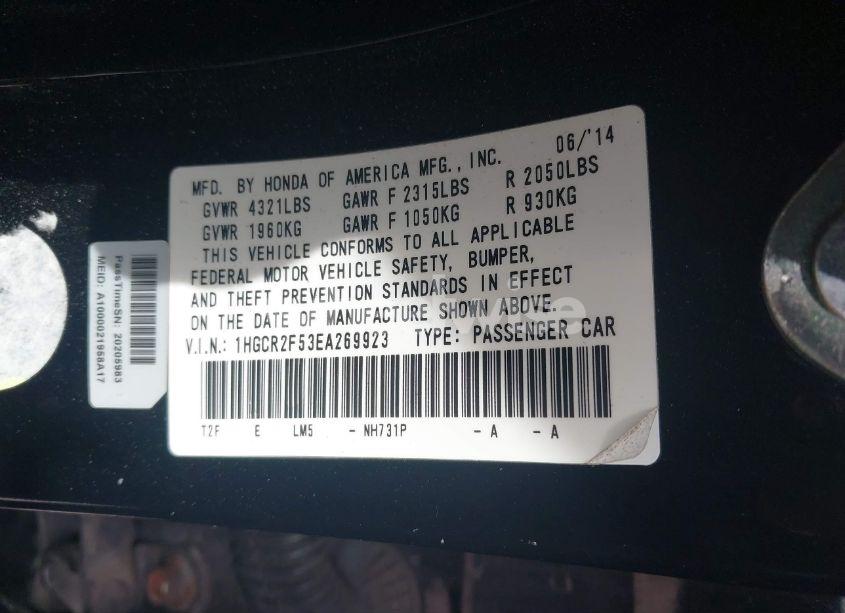 06/'14
MFD. BY HONDA OF AMERICA MFG., INC.
GVWR 4321LBS GAWR F 2315LBS R 2050LBS
GVWR 1960KG GAWR F 1050KG R 930KG
THIS VEHICLE CONFORMS TO ALL APPLICABLE
FEDERAL MOTOR VEHICLE SAFETY, BUMPER,
AND THEFT PREVENTION STANDARDS IN EFFECT
ON THE DATE OF MANUFACTURE SHOWN ABOVE.
V.I.N.: 1HGCR2F53EA269923 TYPE: PASSENGER CAR
T2F E LM5 - NH731P - A - A
PassTimeSN: 20205983
MEID: A1000021958A17